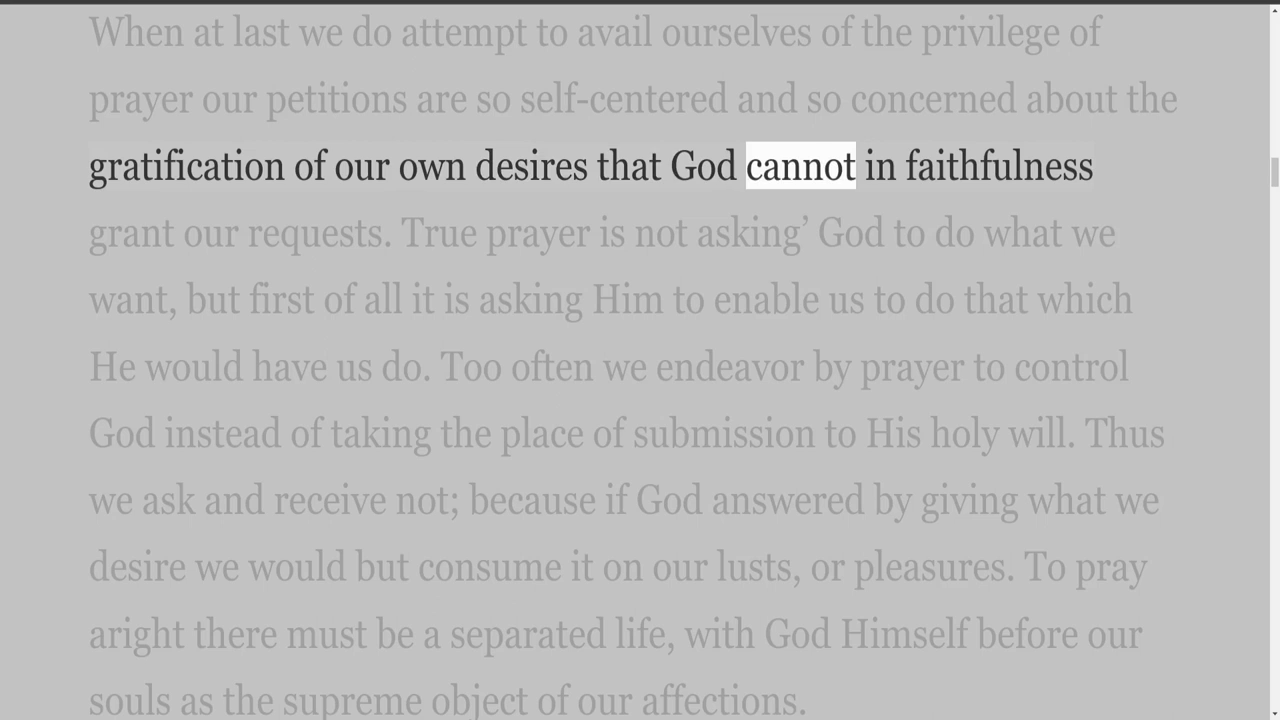 When at last we do attempt to avail ourselves of the privilege of
prayer our petitions are so self-centered and so concerned about the
gratification of our own desires that God cannot in faithfulness
grant our requests. True prayer is not asking’ God to do what we
want, but first of all it is asking Him to enable us to do that which
He would have us do. Too often we endeavor by prayer to control
God instead of taking the place of submission to His holy will. Thus
we ask and receive not; because if God answered by giving what we
desire we would but consume it on our lusts, or pleasures. To pray
aright there must be a separated life, with God Himself before our
souls as the supreme object of our affections.